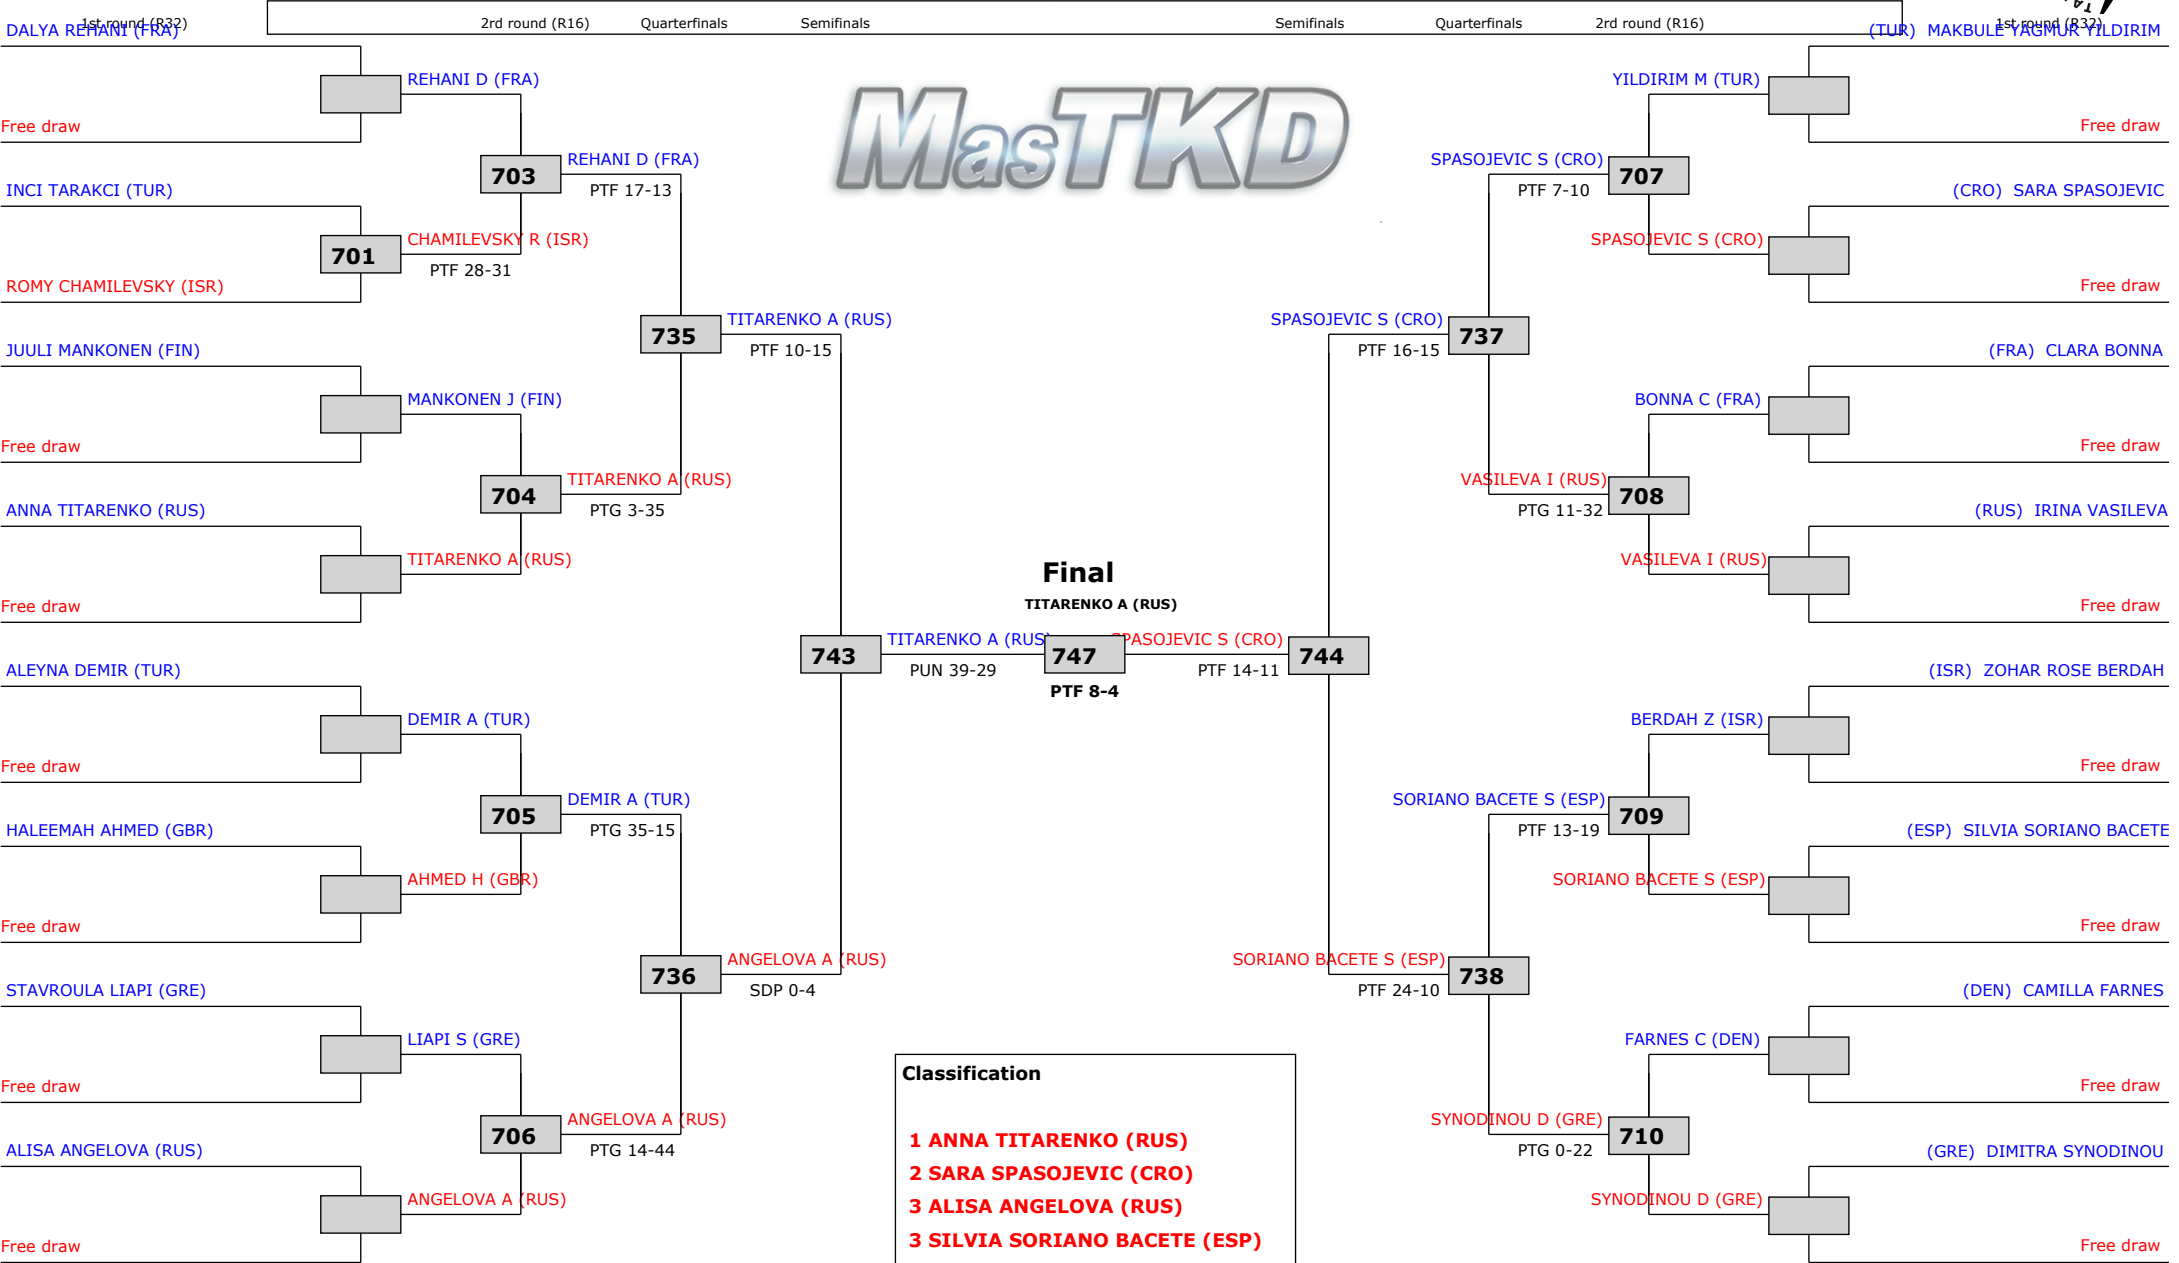 1st round (R32)
2rd round (R16)
Quarterfinals
Semifinals
Semifinals
Quarterfinals
2rd round (R16)
1st round (R32)
MasTKD
DALYA REHANI (FRA)
Free draw
INCI TARAKCI (TUR)
ROMY CHAMILEVSKY (ISR)
JUULI MANKONEN (FIN)
Free draw
ANNA TITARENKO (RUS)
Free draw
ALEYNA DEMIR (TUR)
Free draw
HALEEMAH AHMED (GBR)
Free draw
STAVROULA LIAPI (GRE)
Free draw
ALISA ANGELOVA (RUS)
Free draw
REHANI D (FRA)
701
CHAMILEVSKY R (ISR)
PTF 28-31
MANKONEN J (FIN)
TITARENKO A (RUS)
DEMIR A (TUR)
AHMED H (GBR)
LIAPI S (GRE)
ANGELOVA A (RUS)
703
REHANI D (FRA)
PTF 17-13
704
TITARENKO A (RUS)
PTG 3-35
705
DEMIR A (TUR)
PTG 35-15
706
ANGELOVA A (RUS)
PTG 14-44
735
TITARENKO A (RUS)
PTF 10-15
736
ANGELOVA A (RUS)
SDP 0-4
743
TITARENKO A (RUS)
PUN 39-29
Final
TITARENKO A (RUS)
747
PTF 8-4
SPASOJEVIC S (CRO)
PTF 14-11
744
SPASOJEVIC S (CRO)
PTF 16-15
737
SORIANO BACETE S (ESP)
PTF 24-10
738
SPASOJEVIC S (CRO)
PTF 7-10
707
VASILEVA I (RUS)
PTG 11-32
708
SORIANO BACETE S (ESP)
PTF 13-19
709
SYNODINOU D (GRE)
PTG 0-22
710
YILDIRIM M (TUR)
SPASOJEVIC S (CRO)
BONNA C (FRA)
VASILEVA I (RUS)
BERDAH Z (ISR)
SORIANO BACETE S (ESP)
FARNES C (DEN)
SYNODINOU D (GRE)
(TUR) MAKBULE YAGMUR YILDIRIM
Free draw
(CRO) SARA SPASOJEVIC
Free draw
(FRA) CLARA BONNA
Free draw
(RUS) IRINA VASILEVA
Free draw
(ISR) ZOHAR ROSE BERDAH
Free draw
(ESP) SILVIA SORIANO BACETE
Free draw
(DEN) CAMILLA FARNES
Free draw
(GRE) DIMITRA SYNODINOU
Free draw
Classification
1 ANNA TITARENKO (RUS)
2 SARA SPASOJEVIC (CRO)
3 ALISA ANGELOVA (RUS)
3 SILVIA SORIANO BACETE (ESP)